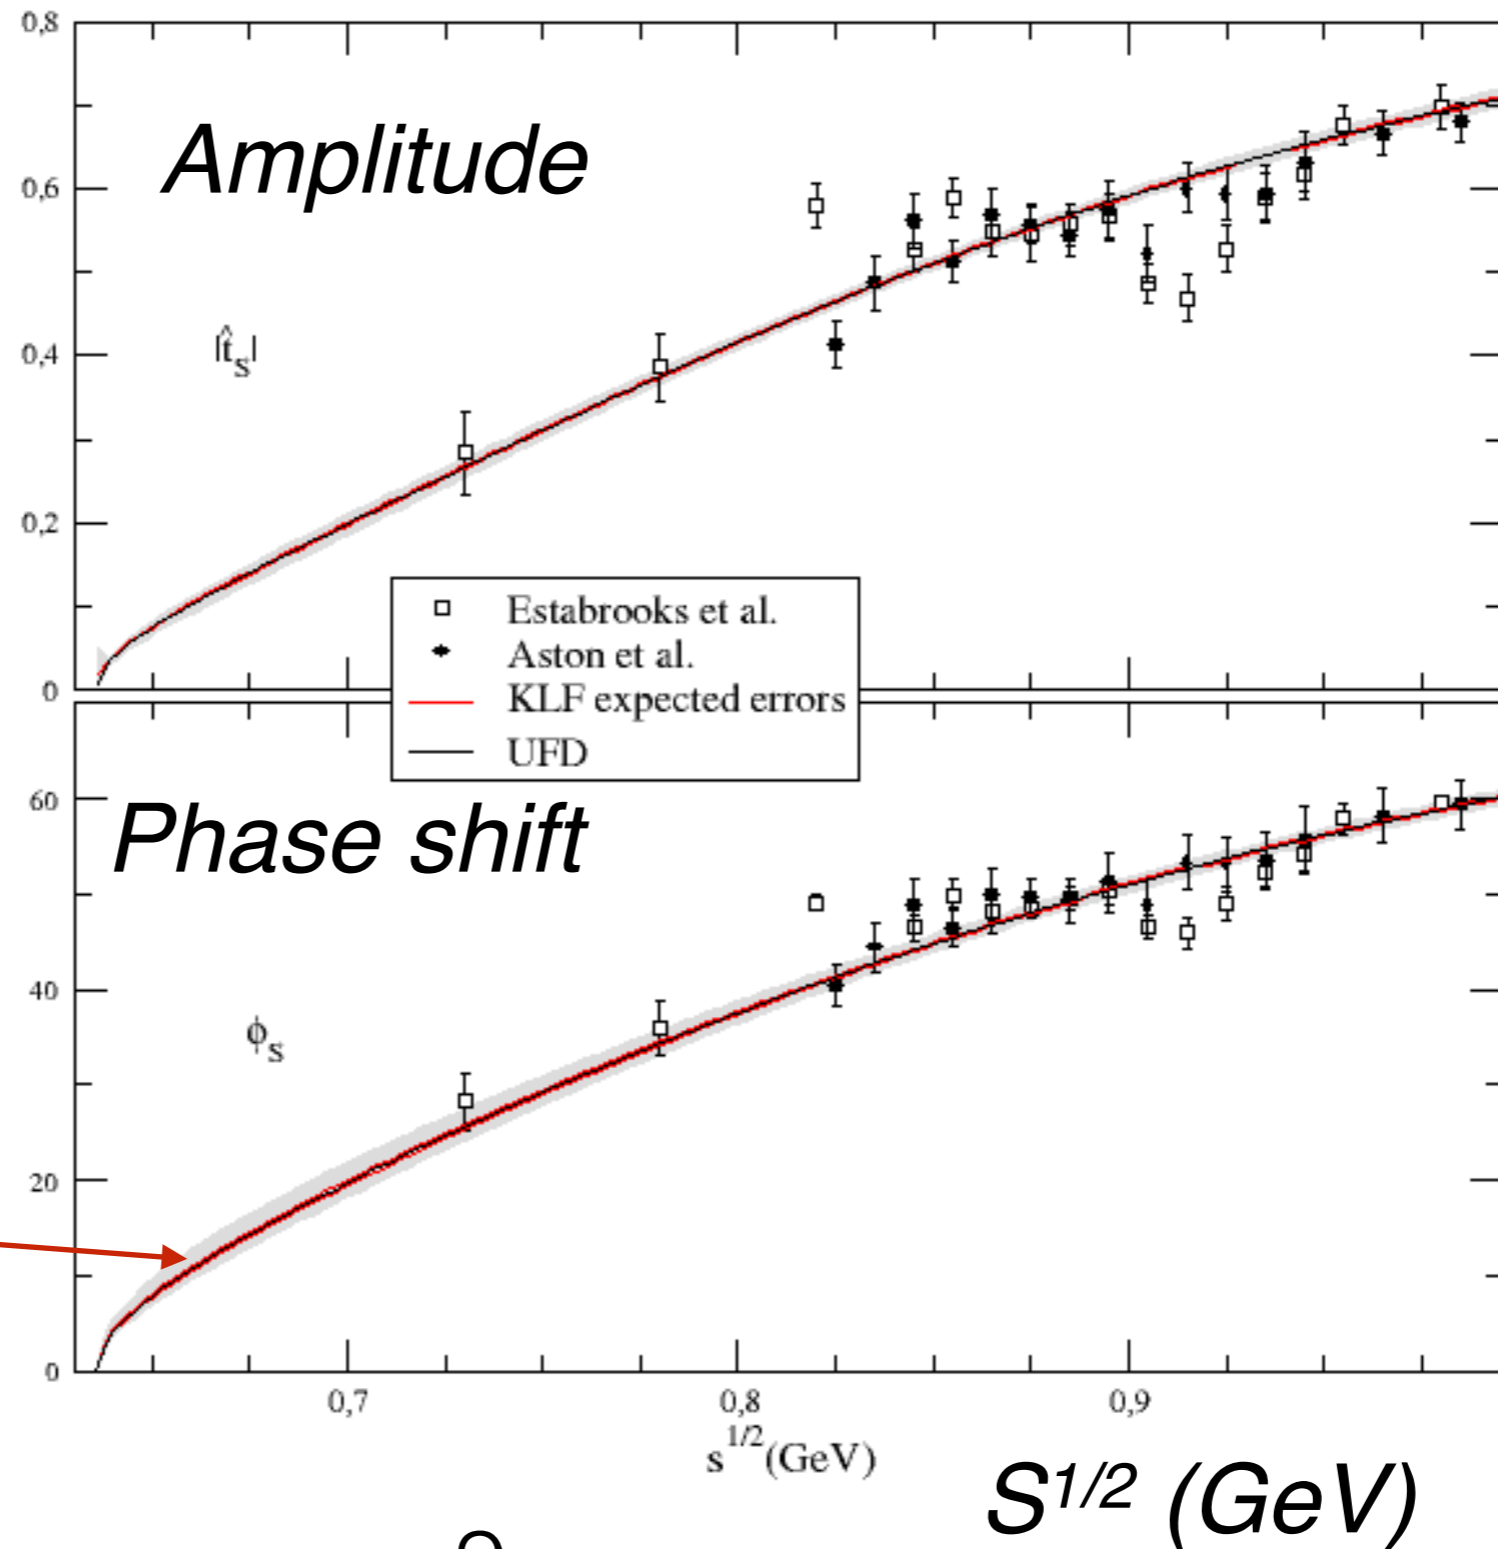 0,8
Amplitude
0,6
|t̂s|
0,4
0,2
0
Estabrooks et al.
Aston et al.
KLF expected errors
UFD
60
Phase shift
40
ϕs
20
0
0,7 0,8 0,9
s1/2(GeV)
S1/2 (GeV)